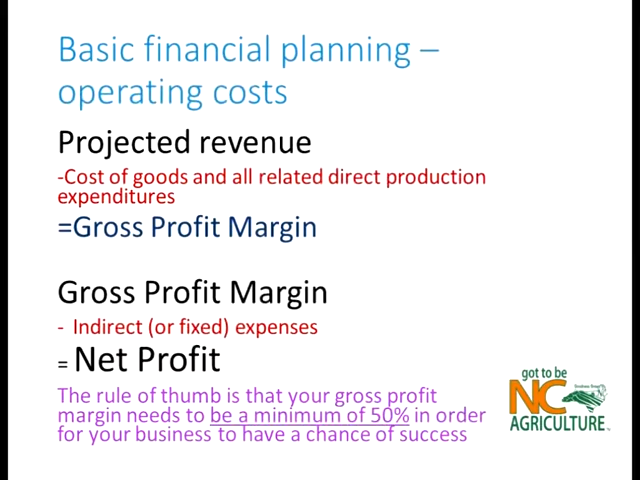 Basic financial planning –
operating costs
Projected revenue
-Cost of goods and all related direct production
expenditures
=Gross Profit Margin
Gross Profit Margin
- Indirect (or fixed) expenses
= Net Profit
The rule of thumb is that your gross profit
margin needs to be a minimum of 50% in order
for your business to have a chance of success
got to be
NC
AGRICULTURE